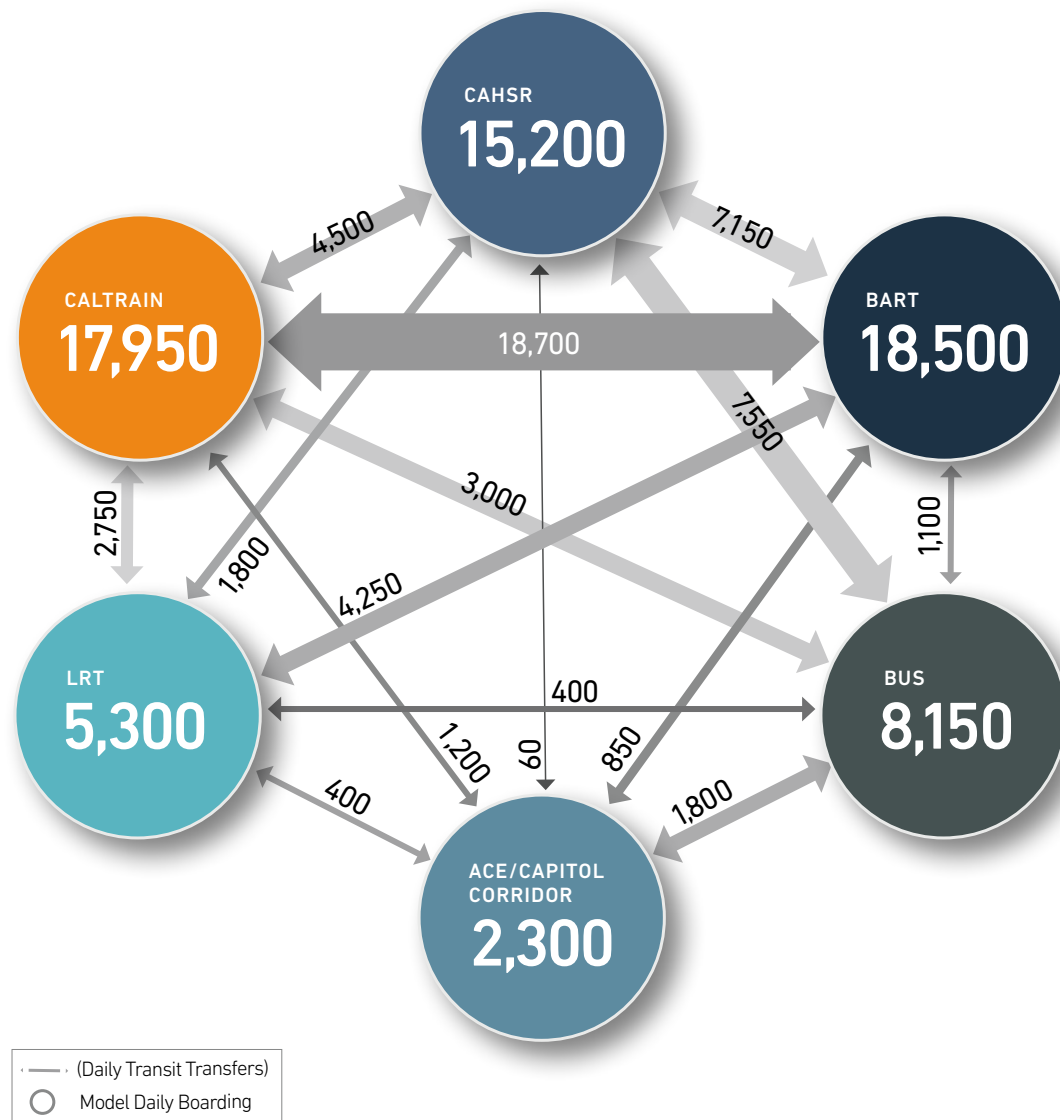 CAHSR
15,200
4,500
7,150
CALTRAIN
17,950
BART
18,500
18,700
7,550
3,000
2,750
1,800
1,100
4,250
LRT
5,300
BUS
8,150
400
1,200
60
850
400
1,800
ACE/CAPITOL
CORRIDOR
2,300
(Daily Transit Transfers)
Model Daily Boarding